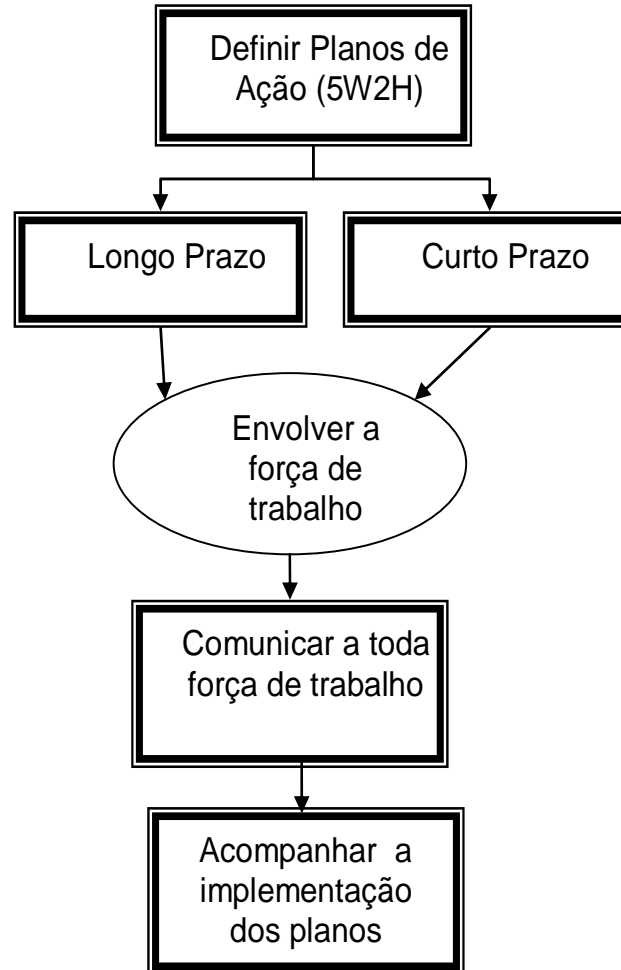 Definir Planos de
Ação (5W2H)
Longo Prazo
Curto Prazo
Envolver a
força de
trabalho
Comunicar a toda
força de trabalho
Acompanhar a
implementação
dos planos